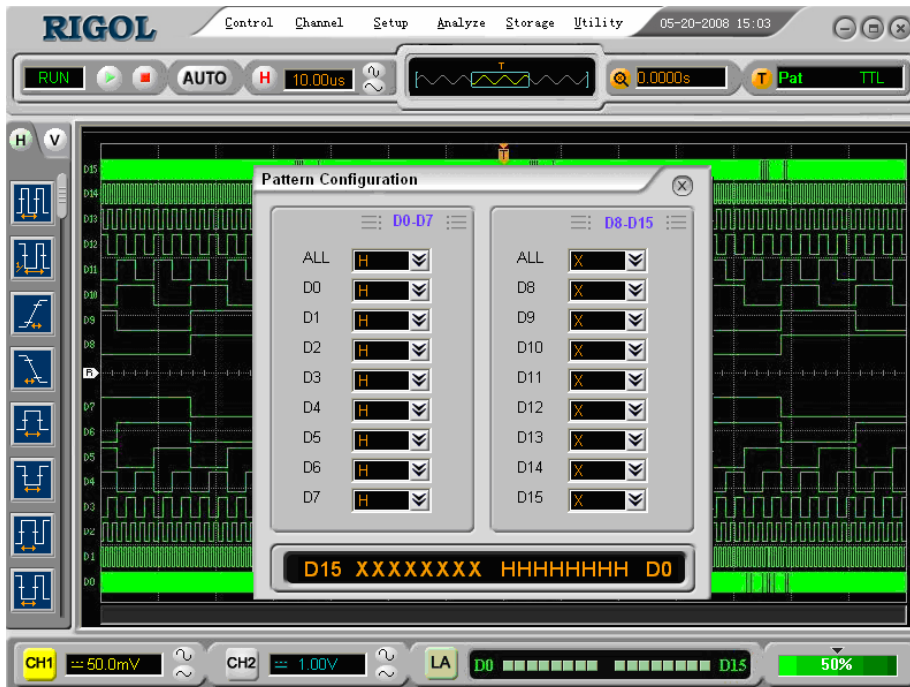 RIGOL Control Channel Setup Analyze Storage Utility 05-20-2008 15:03
RUN AUTO H 10.00us T 0.0000s T Pat TTL
H V
T
D15
D14
D13
D12
D11
D10
D9
D8
R
D7
D6
D5
D4
D3
D2
D1
D0
Pattern Configuration
D0-D7
ALL H
D0 H
D1 H
D2 H
D3 H
D4 H
D5 H
D6 H
D7 H
D8-D15
ALL X
D8 X
D9 X
D10 X
D11 X
D12 X
D13 X
D14 X
D15 X
D15 XXXXXXXX HHHHHHHH D0
CH1 50.0mV CH2 1.00V LA D0 D15 50%